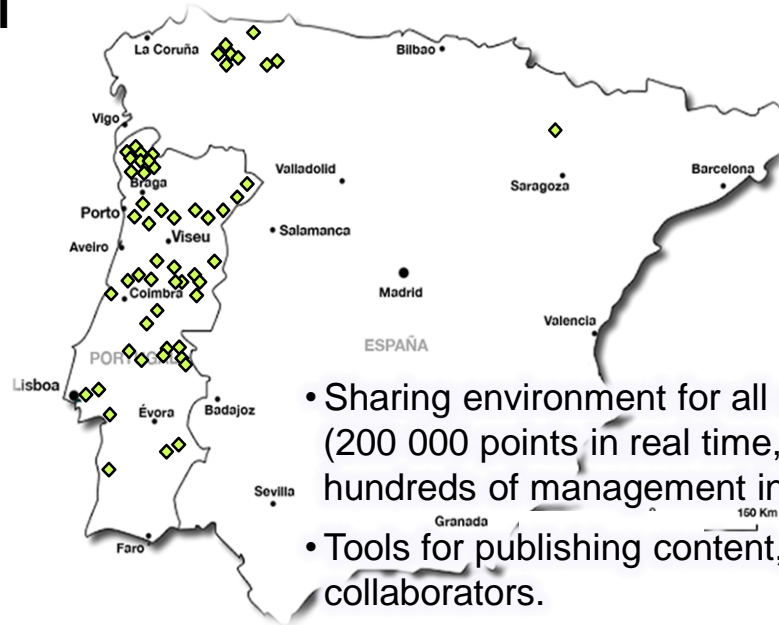 La Coruña
Bilbao
Vigo
Valladolid
Barcelona
Braga
Saragoza
Porto
Salamanca
Viseu
Aveiro
Madrid
Coimbra
Valencia
ESPAÑA
PORTUGAL
Lisboa
Sharing environment for all
Évora
Badajoz
(200 000 points in real time,
hundreds of management in
Sevilla
Granada
150 Km
• Tools for publishing content,
Faro
collaborators.